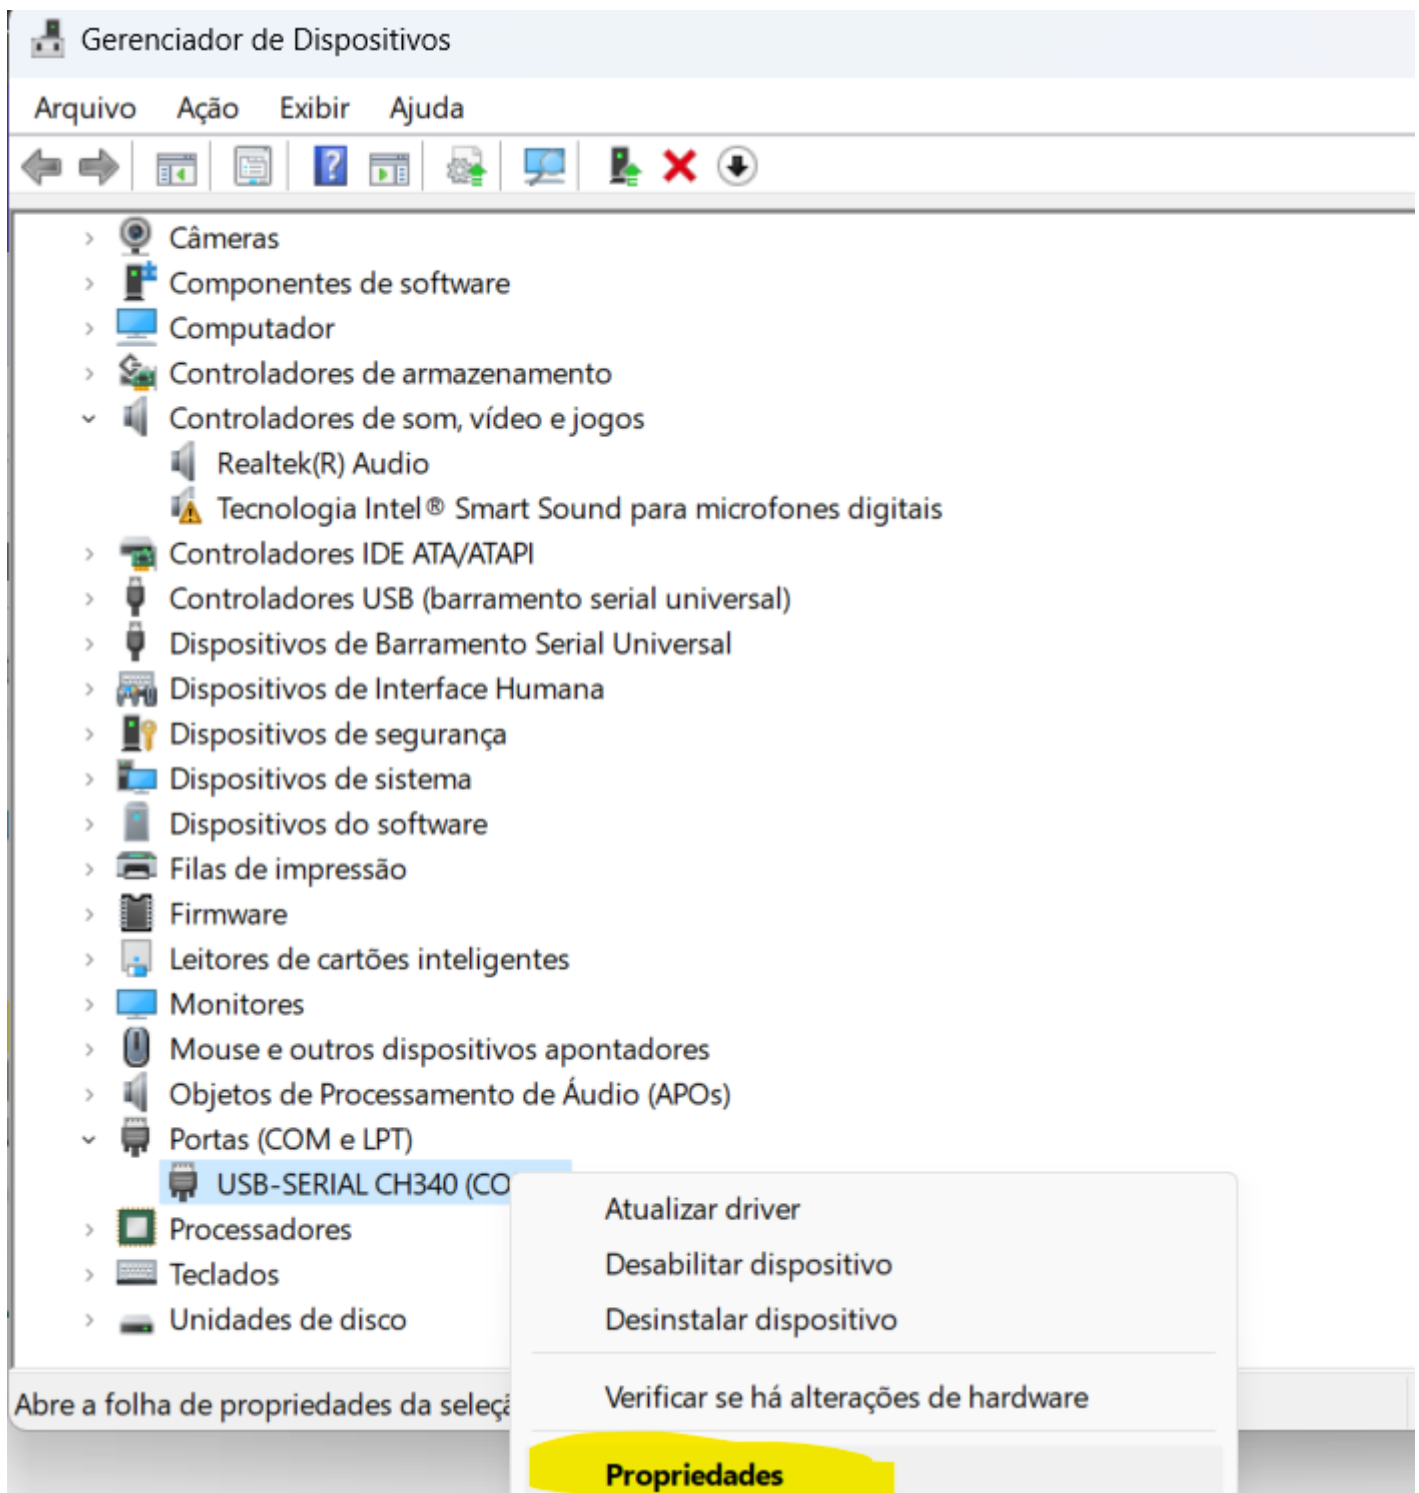 Gerenciador de Dispositivos
Arquivo Ação Exibir Ajuda
Câmeras
Componentes de software
Computador
Controladores de armazenamento
Controladores de som, vídeo e jogos
Realtek(R) Audio
Tecnologia Intel® Smart Sound para microfones digitais
Controladores IDE ATA/ATAPI
Controladores USB (barramento serial universal)
Dispositivos de Barramento Serial Universal
Dispositivos de Interface Humana
Dispositivos de segurança
Dispositivos de sistema
Dispositivos do software
Filas de impressão
Firmware
Leitores de cartões inteligentes
Monitores
Mouse e outros dispositivos apontadores
Objetos de Processamento de Áudio (APOs)
Portas (COM e LPT)
USB-SERIAL CH340 (CO
Processadores
Teclados
Unidades de disco
Atualizar driver
Desabilitar dispositivo
Desinstalar dispositivo
Verificar se há alterações de hardware
Propriedades
Abre a folha de propriedades da seleçã